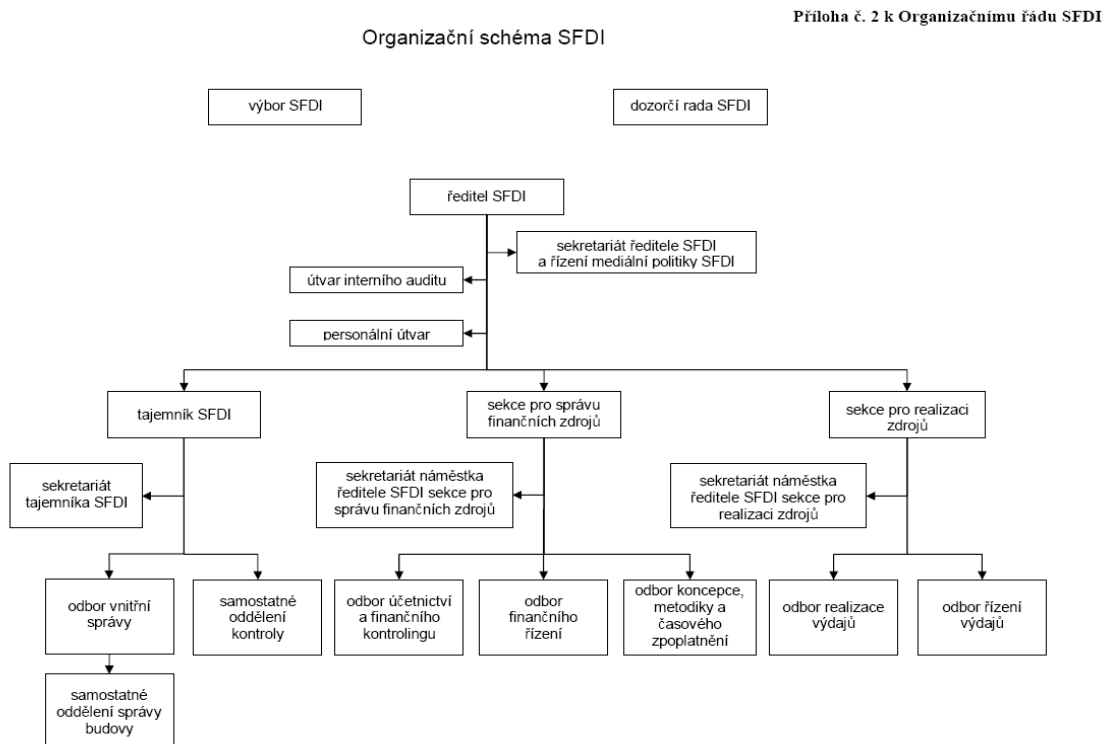 Příloha č. 2 k Organizačnímu řádu SFDI
Organizační schéma SFDI
výbor SFDI
dozorčí rada SFDI
ředitel SFDI
sekretariát ředitele SFDI
a řízení mediální politiky SFDI
útvar interního auditu
personální útvar
tajemník SFDI
sekce pro správu
finančních zdrojů
sekce pro realizaci
zdrojů
sekretariát
tajemníka SFDI
sekretariát náměstka
ředitele SFDI sekce pro
správu finančních zdrojů
sekretariát náměstka
ředitele SFDI sekce pro
realizaci zdrojů
odbor vnitřní
správy
samostatné
oddělení
kontroly
odbor účetnictví
a finančního
kontrolingu
odbor
finančního
řízení
odbor koncepce,
metodiky a
časového
zpoplatnění
odbor realizace
výdajů
odbor řízení
výdajů
samostatné
oddělení správy
budovy